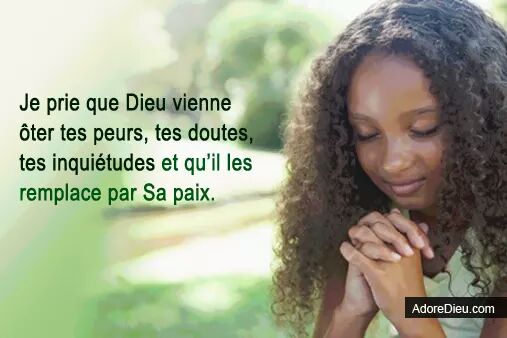 Je prie que Dieu vienne
ôter tes peurs, tes doutes,
tes inquiétudes et qu'il les
remplace par Sa paix.
AdoreDieu.com